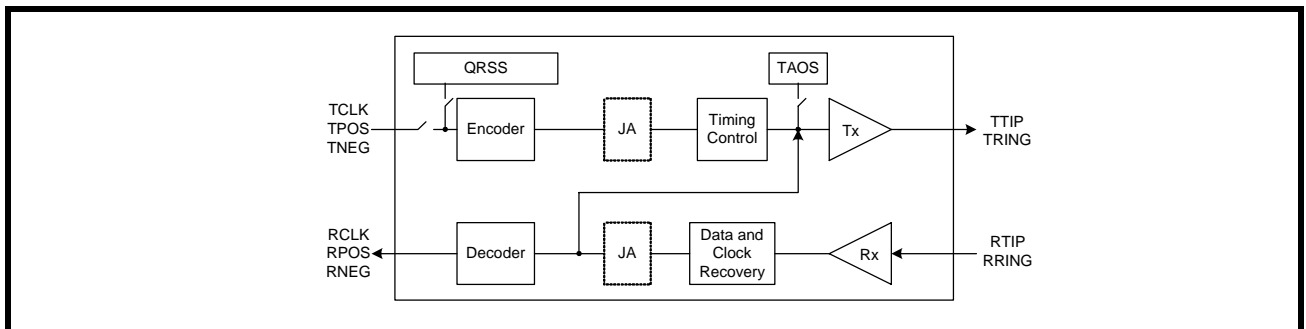 QRSS
TAOS
TCLK
TPOS
TNEG
Encoder
JA
Timing
Control
Tx
TTIP
TRING
RCLK
RPOS
RNEG
Decoder
JA
Data and
Clock
Recovery
Rx
RTIP
RRING